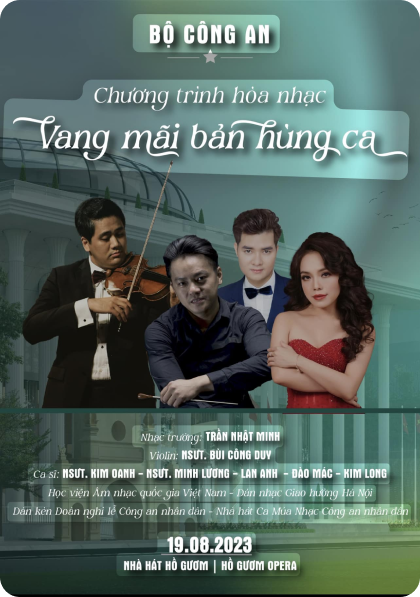 BỘ CÔNG AN
Chương trình hòa nhạc
Vang mãi bản hùng ca
Nhạc trưởng: TRẦN NHẬT MINH
Violin: NSƯT. BÙI CÔNG DUY
Ca sĩ: NSƯT. KIM OANH - NSƯT. MINH LƯƠNG - LAN ANH - ĐÀO MÁC - KIM LONG
Học viện Âm nhạc quốc gia Việt Nam - Dàn nhạc Giao hưởng Hà Nội
Dàn kèn Đoàn nghi lễ Công an nhân dân - Nhà hát Ca Múa Nhạc Công an nhân dân
19.08.2023
NHÀ HÁT HỒ GƯƠM | HỒ GƯƠM OPERA